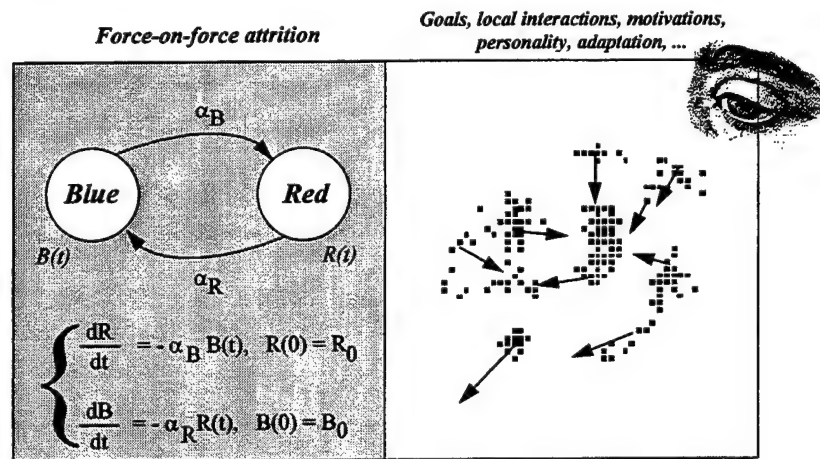 Force-on-force attrition
Goals, local interactions, motivations,
personality, adaptation, ...
α_B
Blue
Red
B(t)
R(t)
α_R
dR/dt = -α_B B(t), R(0) = R_0
dB/dt = -α_R R(t), B(0) = B_0